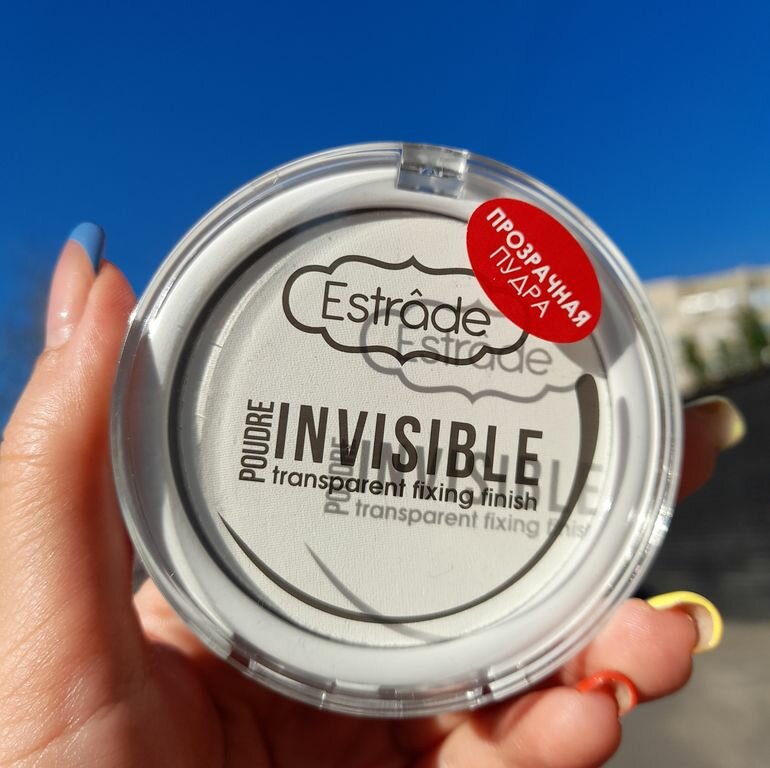 ПРОЗРАЧНАЯ
ПУДРА
Estrâde
POUDRE
INVISIBLE
transparent fixing finish